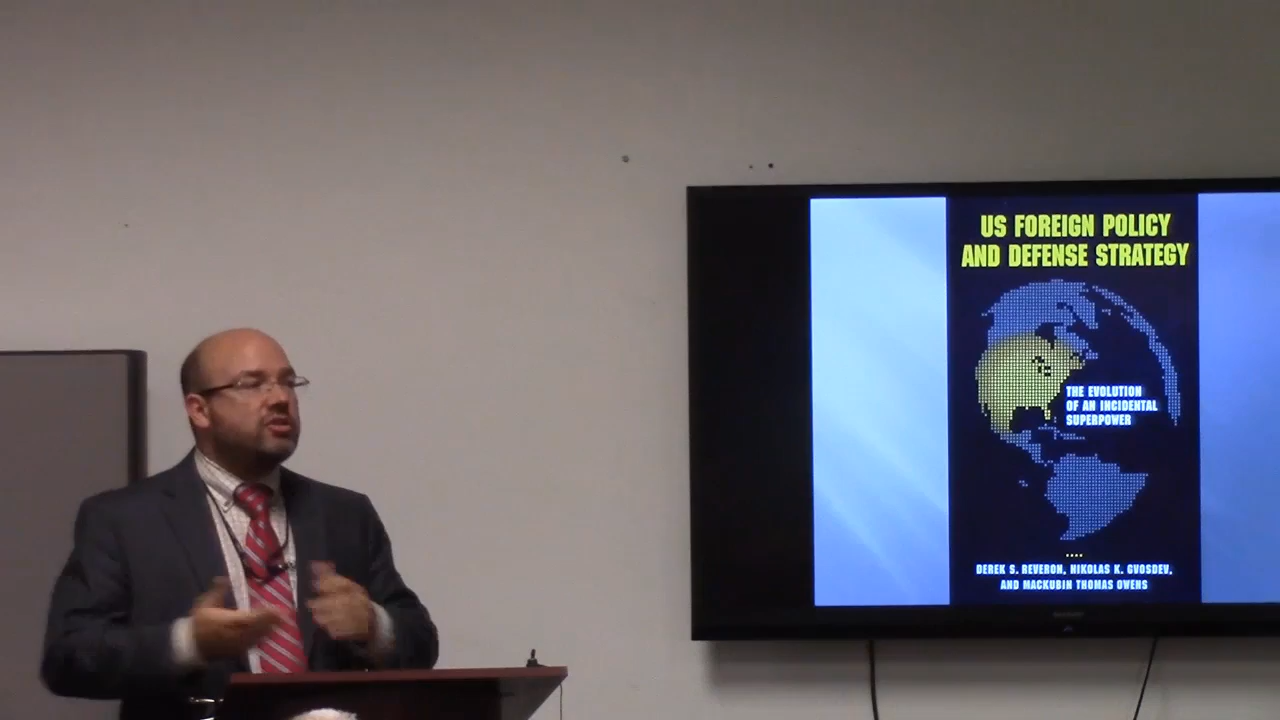 US FOREIGN POLICY
AND DEFENSE STRATEGY
THE EVOLUTION
OF AN INCIDENTAL
SUPERPOWER
DEREK S. REVERON, NIKOLAS K. GVOSDEV,
AND MACKUBIN THOMAS OWENS